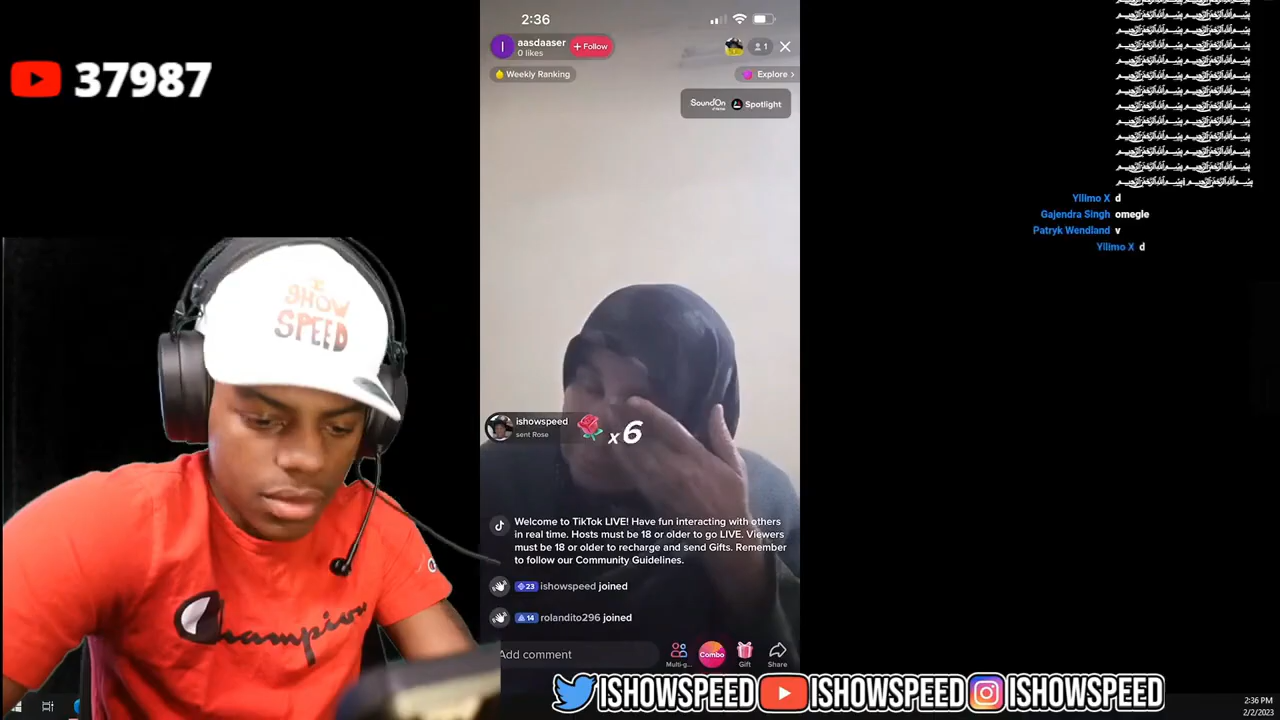 37987
2:36
aasdaaser
+ Follow
0 likes
1
Weekly Ranking
Explore >
SoundOn
Spotlight
I
SHOW
SPEED
Champion
ishowspeed
sent Rose
x6
Welcome to TikTok LIVE! Have fun interacting with others
in real time. Hosts must be 18 or older to go LIVE. Viewers
must be 18 or older to recharge and send Gifts. Remember
to follow our Community Guidelines.
23 ishowspeed joined
14 rolandito296 joined
Add comment
Multi-g...
Combo
Gift
Share
Yllimo X d
Gajendra Singh omegle
Patryk Wendland v
Yllimo X d
ISHOWSPEED ISHOWSPEED ISHOWSPEED
2:36 PM
2/2/2023